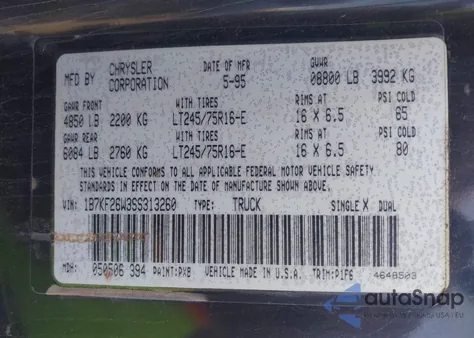 MFD BY CHRYSLER CORPORATION DATE OF MFR 5-95 GVWR 08800 LB 3992 KG
GAWR FRONT WITH TIRES RIMS AT PSI COLD
4850 LB 2200 KG LT245/75R16-E 16 X 6.5 65
GAWR REAR WITH TIRES RIMS AT PSI COLD
6084 LB 2760 KG LT245/75R16-E 16 X 6.5 80
THIS VEHICLE CONFORMS TO ALL APPLICABLE FEDERAL MOTOR VEHICLE SAFETY
STANDARDS IN EFFECT ON THE DATE OF MANUFACTURE SHOWN ABOVE.
VIN: 1B7KF26W3SS313260 TYPE: TRUCK SINGLE X DUAL
MDH: 050506 394 PAINT: PX8 VEHICLE MADE IN U.S.A. TRIM: P1F6 4648503
autoSnap